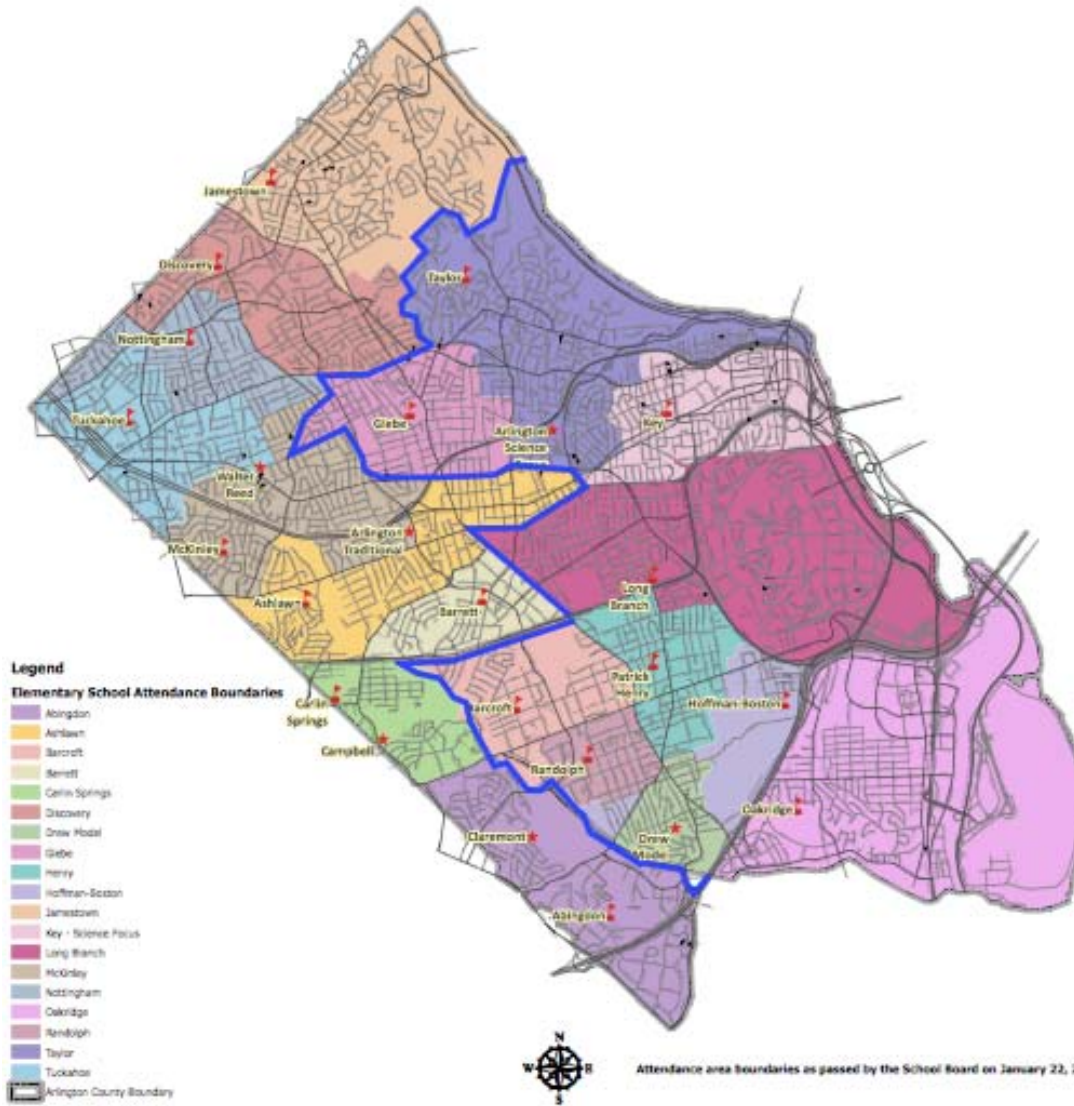 Jamestown
Discovery
Taylor
Nottingham
Tuckahoe
Glebe
Arlington
Science
Key
Walter
Reed
Arlington
Traditional
McKinley
Ashlawn
Barrett
Long
Branch
Patrick
Henry
Carlin
Springs
Barcroft
Hoffman-Boston
Campbell
Randolph
Oakridge
Claremont
Drew
Model
Abingdon
Legend
Elementary School Attendance Boundaries
Abingdon
Ashlawn
Barcroft
Barrett
Carlin Springs
Discovery
Drew Model
Glebe
Henry
Hoffman-Boston
Jamestown
Key - Science Focus
Long Branch
McKinley
Nottingham
Oakridge
Randolph
Taylor
Tuckahoe
Arlington County Boundary
N
W E
S
Attendance area boundaries as passed by the School Board on January 22, 2